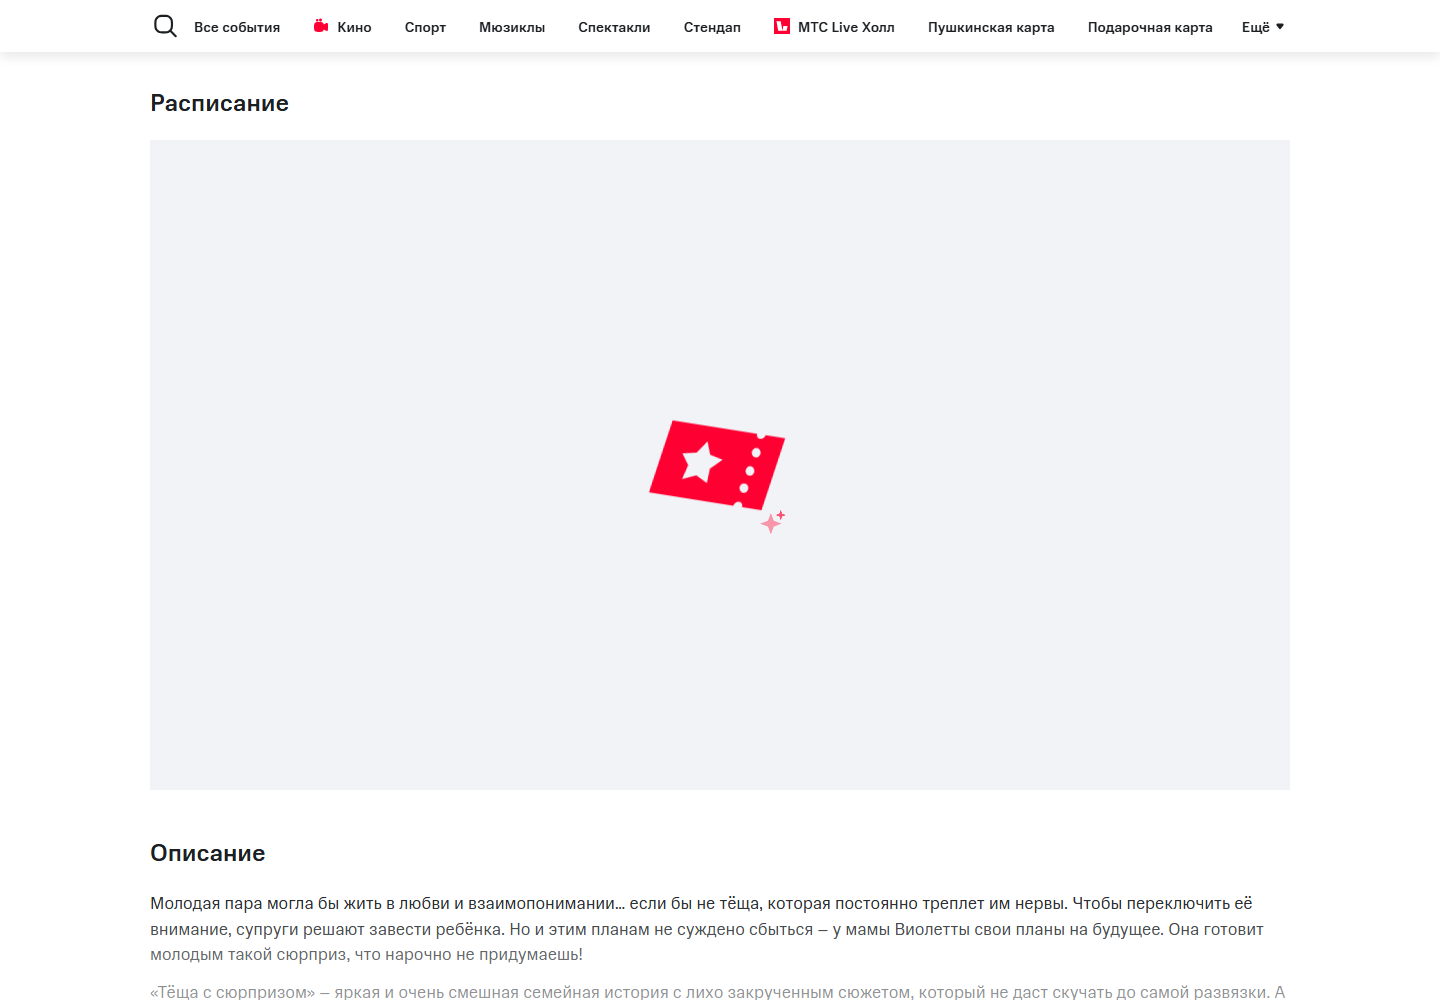 Все события Кино Спорт Мюзиклы Спектакли Стендап МТС Live Холл Пушкинская карта Подарочная карта Ещё
Расписание
Описание
Молодая пара могла бы жить в любви и взаимопонимании... если бы не тёща, которая постоянно треплет им нервы. Чтобы переключить её
внимание, супруги решают завести ребёнка. Но и этим планам не суждено сбыться – у мамы Виолетты свои планы на будущее. Она готовит
молодым такой сюрприз, что нарочно не придумаешь!
«Тёща с сюрпризом» – яркая и очень смешная семейная история с лихо закрученным сюжетом, который не даст скучать до самой развязки. А